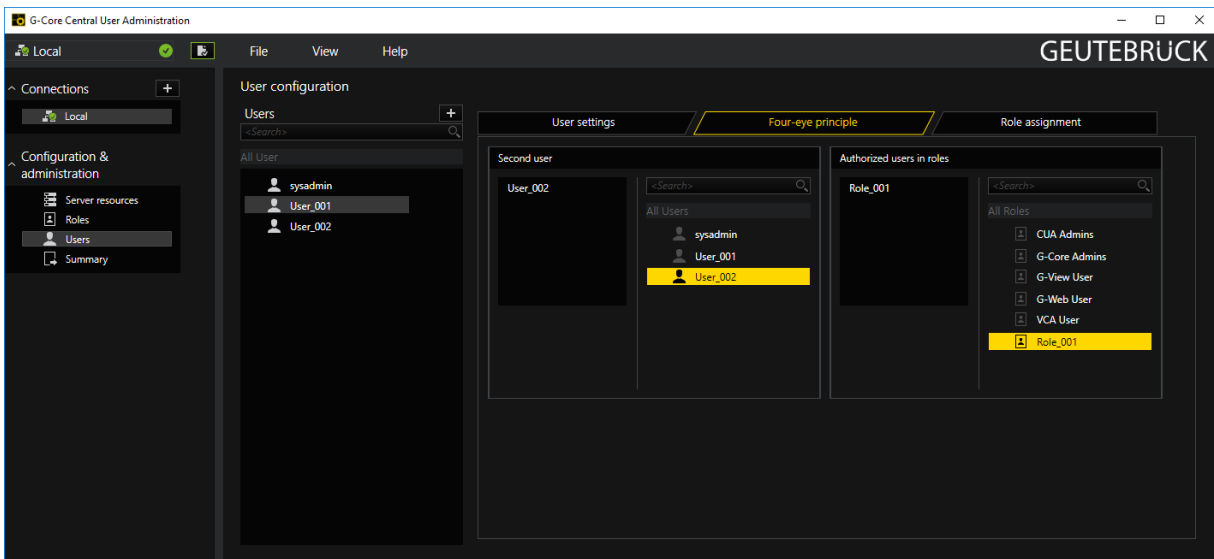 G-Core Central User Administration
Local
File View Help
GEUTEBRÜCK
Connections +
Local
Configuration &
administration
Server resources
Roles
Users
Summary
User configuration
Users +
<Search>
All User
sysadmin
User_001
User_002
User settings
Four-eye principle
Role assignment
Second user
User_002
<Search>
All Users
sysadmin
User_001
User_002
Authorized users in roles
Role_001
<Search>
All Roles
CUA Admins
G-Core Admins
G-View User
G-Web User
VCA User
Role_001